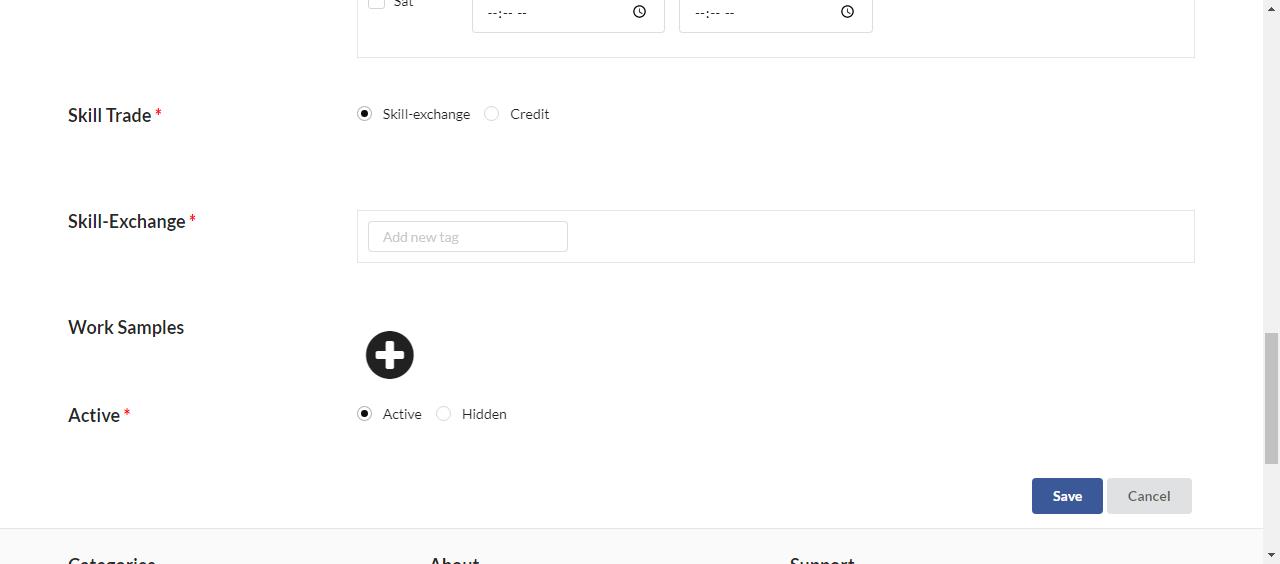 Sat
--:-- -- --:-- --
Skill Trade *
Skill-exchange Credit
Skill-Exchange *
Add new tag
Work Samples
Active *
Active Hidden
Save Cancel
Categories About Support